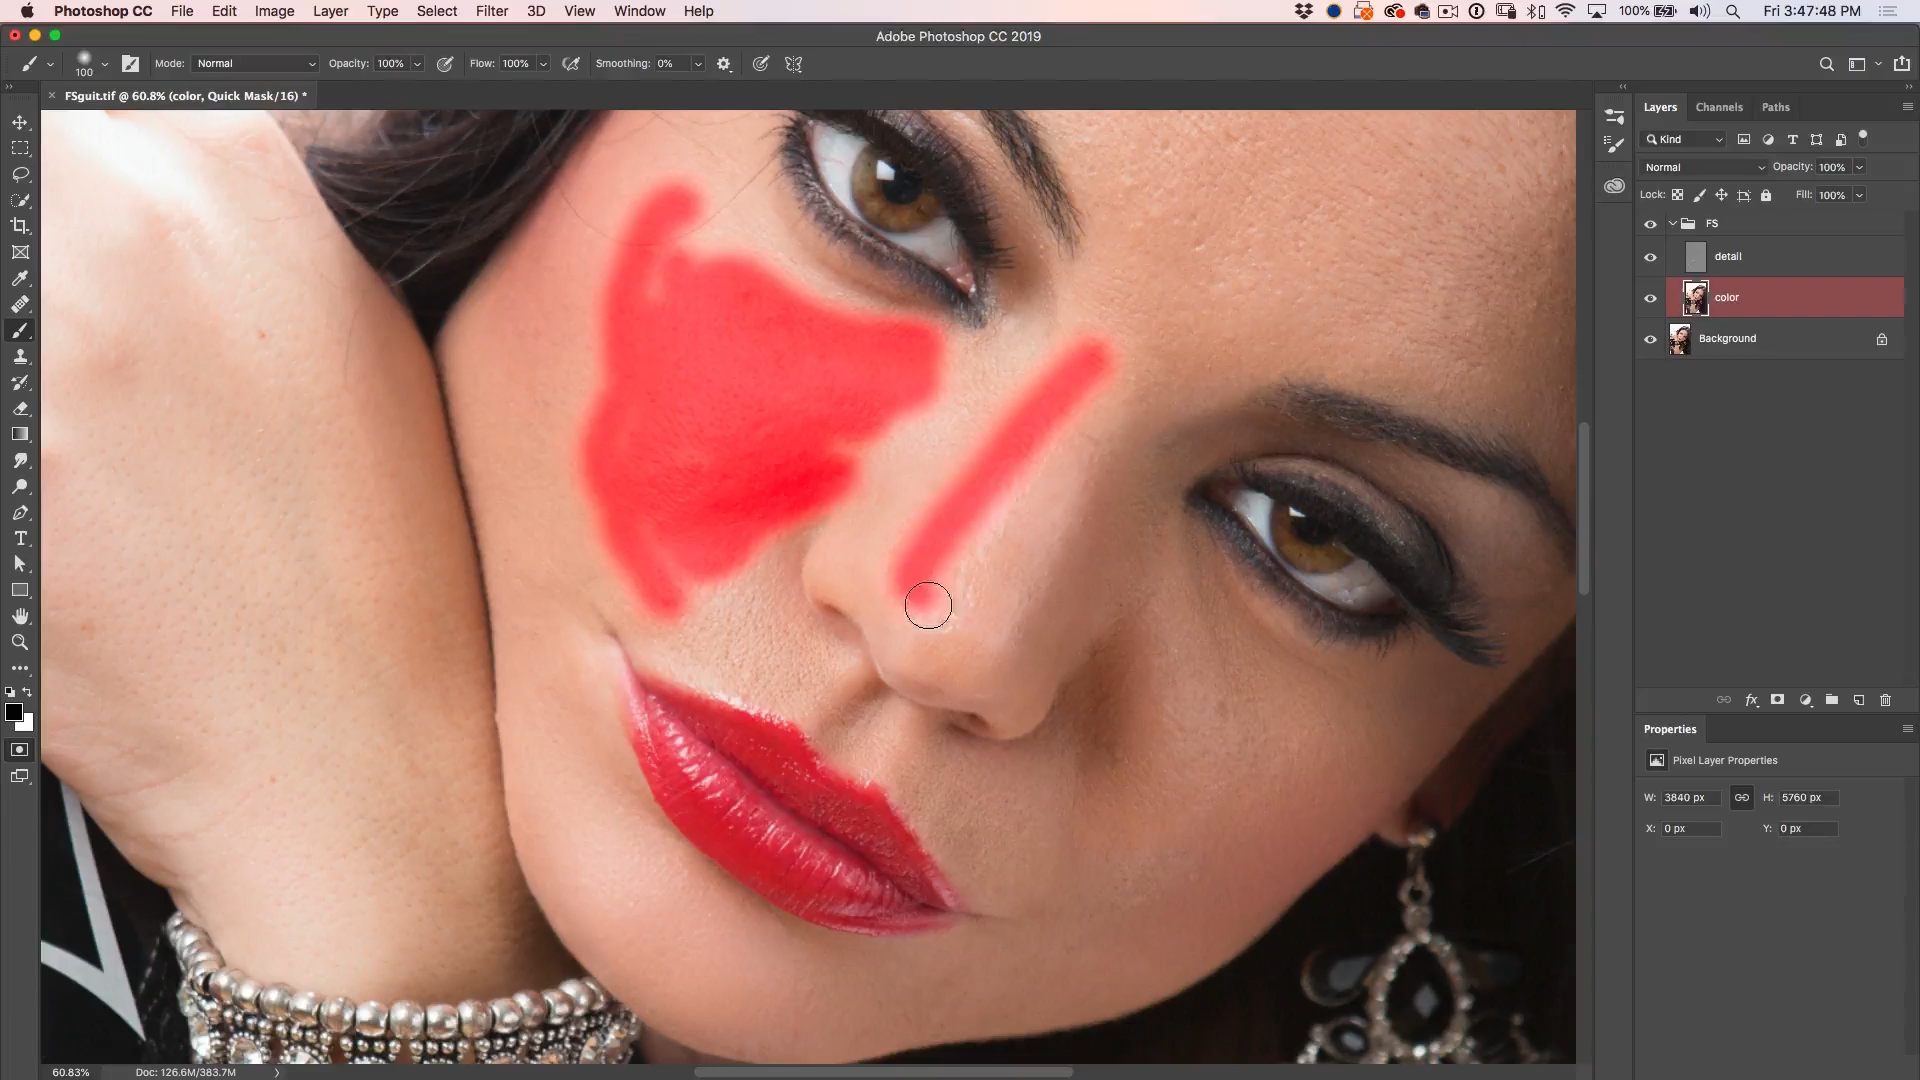 Photoshop CC File Edit Image Layer Type Select Filter 3D View Window Help 100% Fri 3:47:48 PM
Adobe Photoshop CC 2019
100 Mode: Normal Opacity: 100% Flow: 100% Smoothing: 0%
FSguit.tif @ 60.8% (color, Quick Mask/16) *
Layers Channels Paths
Kind
Normal Opacity: 100%
Lock: Fill: 100%
FS
detail
color
Background
Properties
Pixel Layer Properties
W: 3840 px H: 5760 px
X: 0 px Y: 0 px
60.83% Doc: 126.6M/383.7M